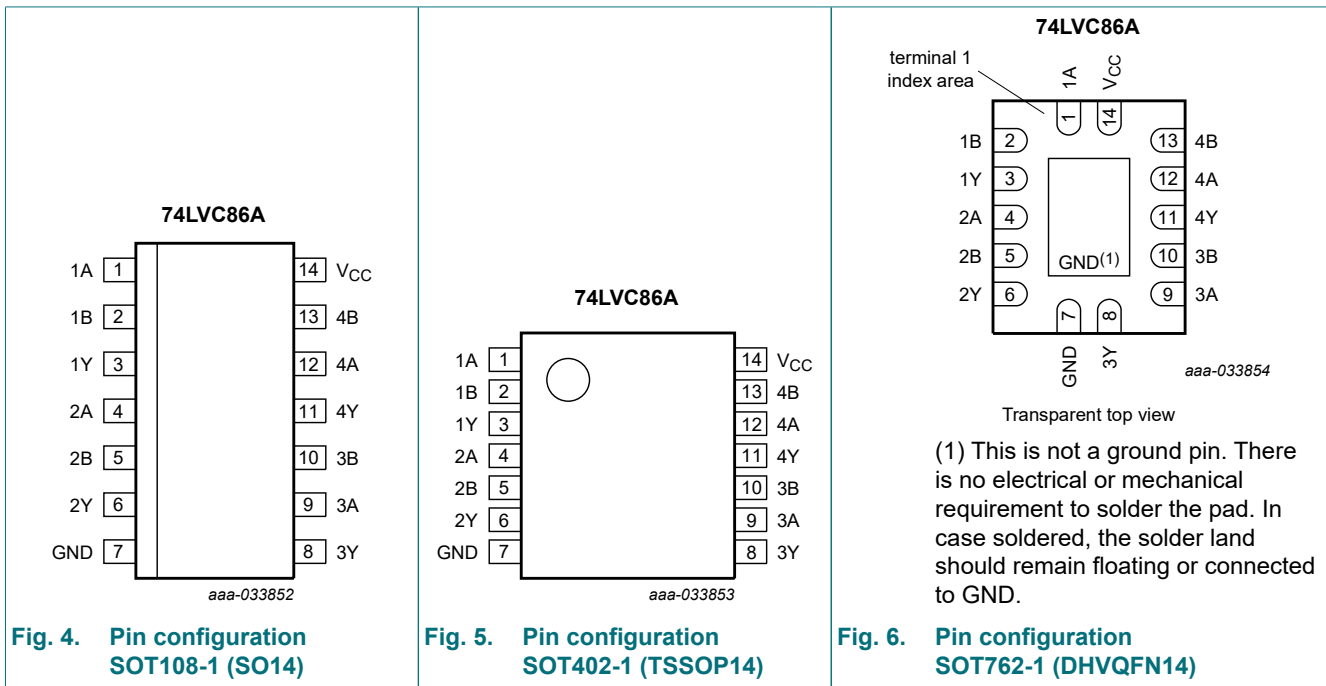 74LVC86A
1A 1 14 VCC
1B 2 13 4B
1Y 3 12 4A
2A 4 11 4Y
2B 5 10 3B
2Y 6 9 3A
GND 7 8 3Y
aaa-033852
Fig. 4. Pin configuration
SOT108-1 (SO14)
74LVC86A
1A 1 14 VCC
1B 2 13 4B
1Y 3 12 4A
2A 4 11 4Y
2B 5 10 3B
2Y 6 9 3A
GND 7 8 3Y
aaa-033853
Fig. 5. Pin configuration
SOT402-1 (TSSOP14)
74LVC86A
terminal 1
index area
1A VCC
1 14
1B 2 13 4B
1Y 3 12 4A
2A 4 11 4Y
2B 5 10 3B
GND(1)
2Y 6 9 3A
7 8
GND 3Y
aaa-033854
Transparent top view
(1) This is not a ground pin. There
is no electrical or mechanical
requirement to solder the pad. In
case soldered, the solder land
should remain floating or connected
to GND.
Fig. 6. Pin configuration
SOT762-1 (DHVQFN14)